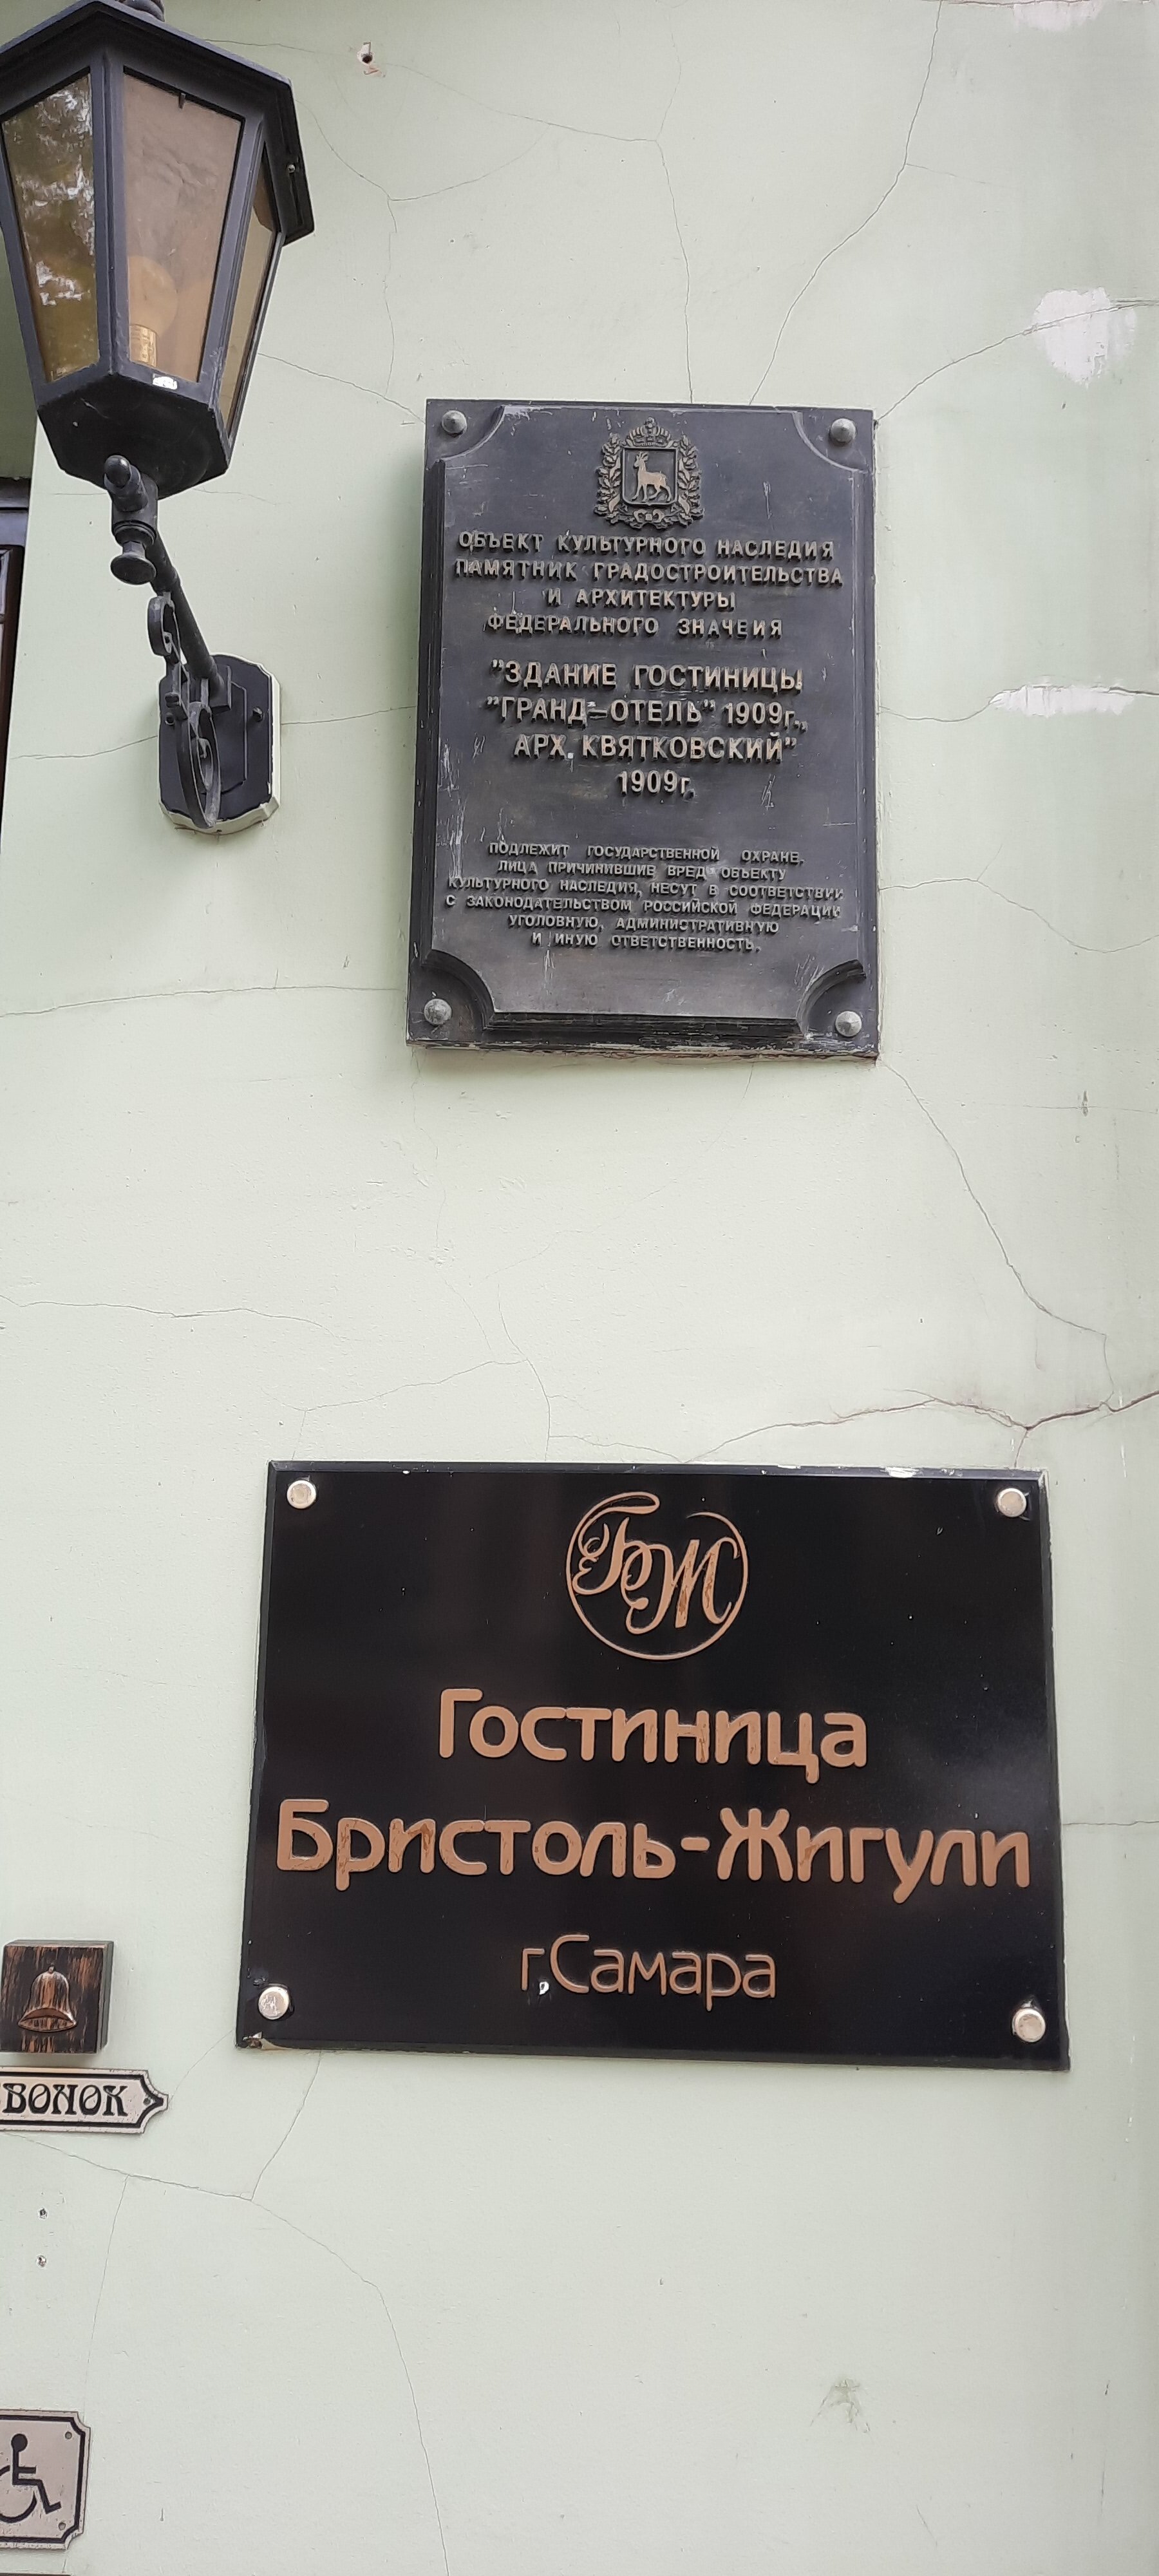 ОБЪЕКТ КУЛЬТУРНОГО НАСЛЕДИЯ
ПАМЯТНИК ГРАДОСТРОИТЕЛЬСТВА
И АРХИТЕКТУРЫ
ФЕДЕРАЛЬНОГО ЗНАЧЕИЯ
"ЗДАНИЕ ГОСТИНИЦЫ
"ГРАНД-ОТЕЛЬ" 1909г.,
АРХ. КВЯТКОВСКИЙ"
1909г.
ПОДЛЕЖИТ ГОСУДАРСТВЕННОЙ ОХРАНЕ.
ЛИЦА ПРИЧИНИВШИЕ ВРЕД ОБЪЕКТУ
КУЛЬТУРНОГО НАСЛЕДИЯ, НЕСУТ В СООТВЕТСТВИИ
С ЗАКОНОДАТЕЛЬСТВОМ РОССИЙСКОЙ ФЕДЕРАЦИИ
УГОЛОВНУЮ, АДМИНИСТРАТИВНУЮ
И ИНУЮ ОТВЕТСТВЕННОСТЬ.
БЖ
Гостиница
Бристоль-Жигули
г.Самара
ВОНОК